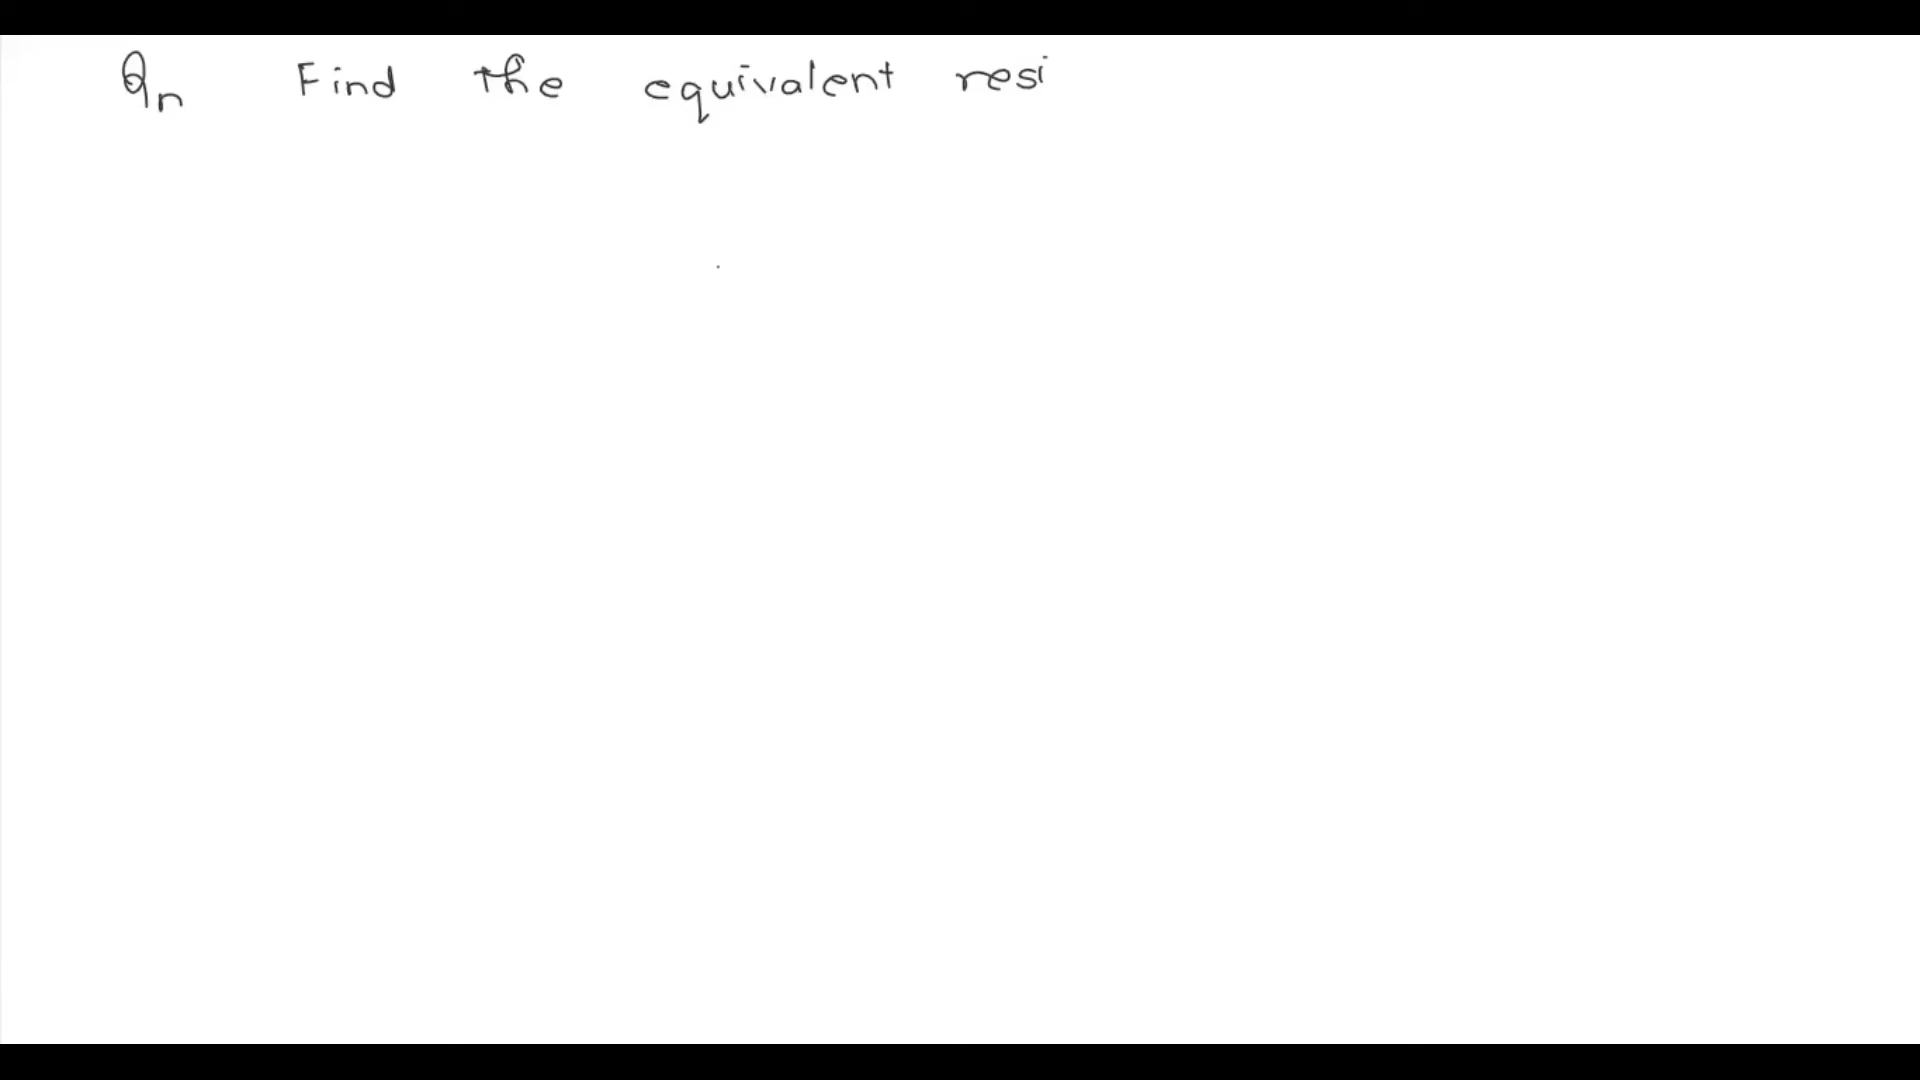 Qn Find the equivalent resi